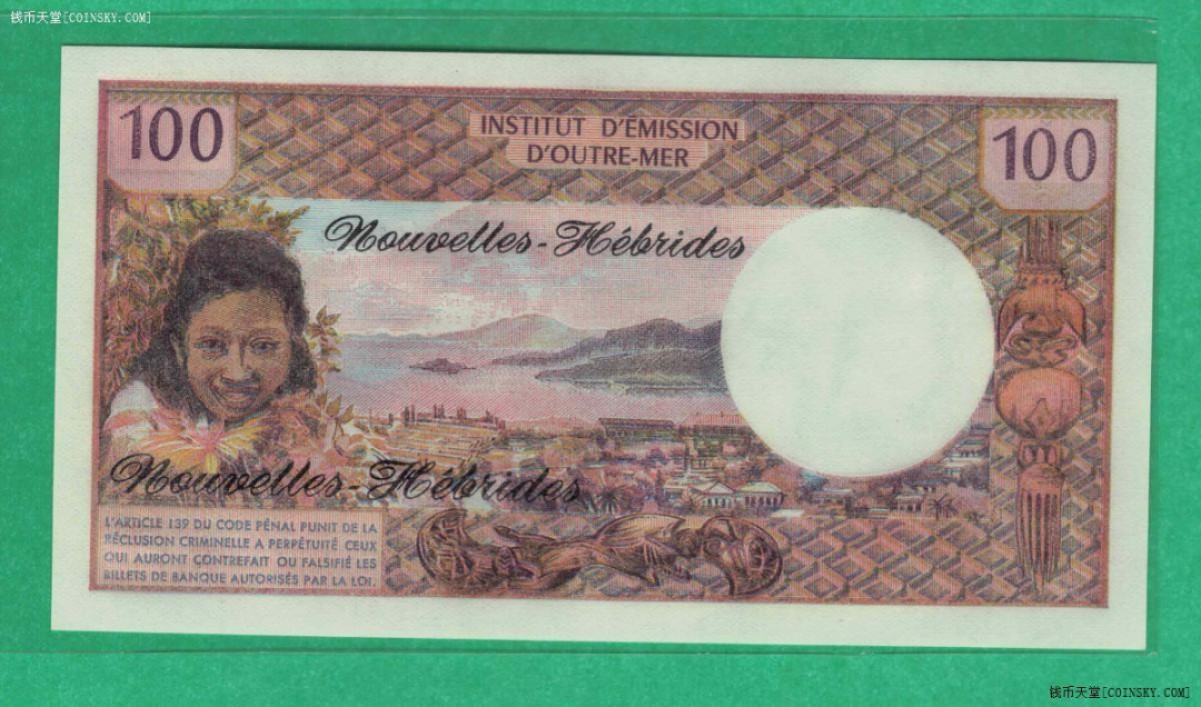 钱币天堂[COINSKY.COM]
100
INSTITUT D'ÉMISSION
D'OUTRE-MER
100
Nouvelles-Hébrides
Nouvelles-Hébrides
L'ARTICLE 139 DU CODE PÉNAL PUNIT DE LA
RÉCLUSION CRIMINELLE A PERPÉTUITÉ CEUX
QUI AURONT CONTREFAIT OU FALSIFIÉ LES
BILLETS DE BANQUE AUTORISÉS PAR LA LOI.
钱币天堂[COINSKY.COM]